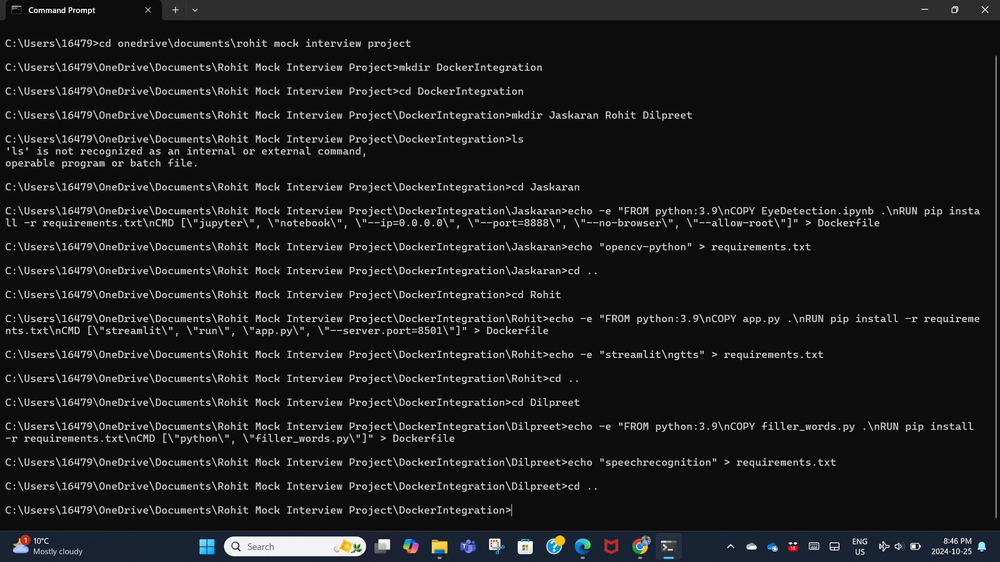 Command Prompt
C:\Users\16479>cd onedrive\documents\rohit mock interview project
C:\Users\16479\OneDrive\Documents\Rohit Mock Interview Project>mkdir DockerIntegration
C:\Users\16479\OneDrive\Documents\Rohit Mock Interview Project>cd DockerIntegration
C:\Users\16479\OneDrive\Documents\Rohit Mock Interview Project\DockerIntegration>mkdir Jaskaran Rohit Dilpreet
C:\Users\16479\OneDrive\Documents\Rohit Mock Interview Project\DockerIntegration>ls
'ls' is not recognized as an internal or external command,
operable program or batch file.
C:\Users\16479\OneDrive\Documents\Rohit Mock Interview Project\DockerIntegration>cd Jaskaran
C:\Users\16479\OneDrive\Documents\Rohit Mock Interview Project\DockerIntegration\Jaskaran>echo -e "FROM python:3.9\nCOPY EyeDetection.ipynb .\nRUN pip insta
ll -r requirements.txt\nCMD [\"jupyter\", \"notebook\", \"--ip=0.0.0.0\", \"--port=8888\", \"--no-browser\", \"--allow-root\"]" > Dockerfile
C:\Users\16479\OneDrive\Documents\Rohit Mock Interview Project\DockerIntegration\Jaskaran>echo "opencv-python" > requirements.txt
C:\Users\16479\OneDrive\Documents\Rohit Mock Interview Project\DockerIntegration\Jaskaran>cd ..
C:\Users\16479\OneDrive\Documents\Rohit Mock Interview Project\DockerIntegration>cd Rohit
C:\Users\16479\OneDrive\Documents\Rohit Mock Interview Project\DockerIntegration\Rohit>echo -e "FROM python:3.9\nCOPY app.py .\nRUN pip install -r requireme
nts.txt\nCMD [\"streamlit\", \"run\", \"app.py\", \"--server.port=8501\"]" > Dockerfile
C:\Users\16479\OneDrive\Documents\Rohit Mock Interview Project\DockerIntegration\Rohit>echo -e "streamlit\ngtts" > requirements.txt
C:\Users\16479\OneDrive\Documents\Rohit Mock Interview Project\DockerIntegration\Rohit>cd ..
C:\Users\16479\OneDrive\Documents\Rohit Mock Interview Project\DockerIntegration>cd Dilpreet
C:\Users\16479\OneDrive\Documents\Rohit Mock Interview Project\DockerIntegration\Dilpreet>echo -e "FROM python:3.9\nCOPY filler_words.py .\nRUN pip install
-r requirements.txt\nCMD [\"python\", \"filler_words.py\"]" > Dockerfile
C:\Users\16479\OneDrive\Documents\Rohit Mock Interview Project\DockerIntegration\Dilpreet>echo "speechrecognition" > requirements.txt
C:\Users\16479\OneDrive\Documents\Rohit Mock Interview Project\DockerIntegration\Dilpreet>cd ..
C:\Users\16479\OneDrive\Documents\Rohit Mock Interview Project\DockerIntegration>
1
10°C
Mostly cloudy
Search
15
ENG
US
8:46 PM
2024-10-25